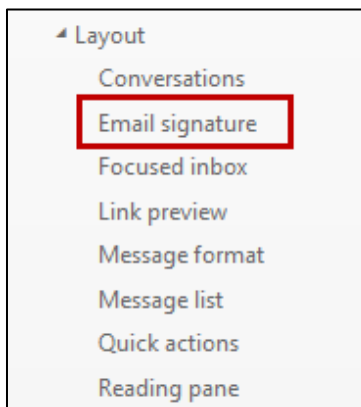 Layout
Conversations
Email signature
Focused inbox
Link preview
Message format
Message list
Quick actions
Reading pane